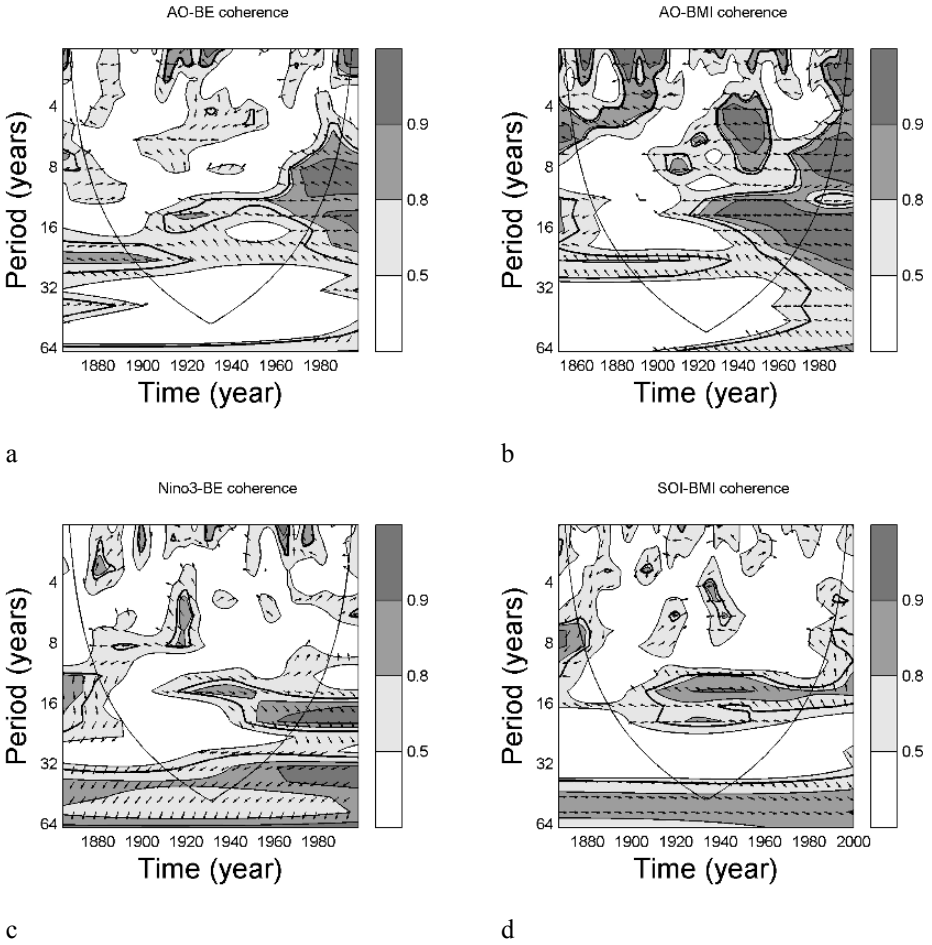 AO-BE coherence
AO-BMI coherence
Period (years)
4
8
16
32
64
0.9
0.8
0.5
1880 1900 1920 1940 1960 1980
Time (year)
Period (years)
4
8
16
32
64
0.9
0.8
0.5
1860 1880 1900 1920 1940 1960 1980
Time (year)
a
b
Nino3-BE coherence
SOI-BMI coherence
Period (years)
4
8
16
32
64
0.9
0.8
0.5
1880 1900 1920 1940 1960 1980
Time (year)
Period (years)
4
8
16
32
64
0.9
0.8
0.5
1880 1900 1920 1940 1960 1980 2000
Time (year)
c
d